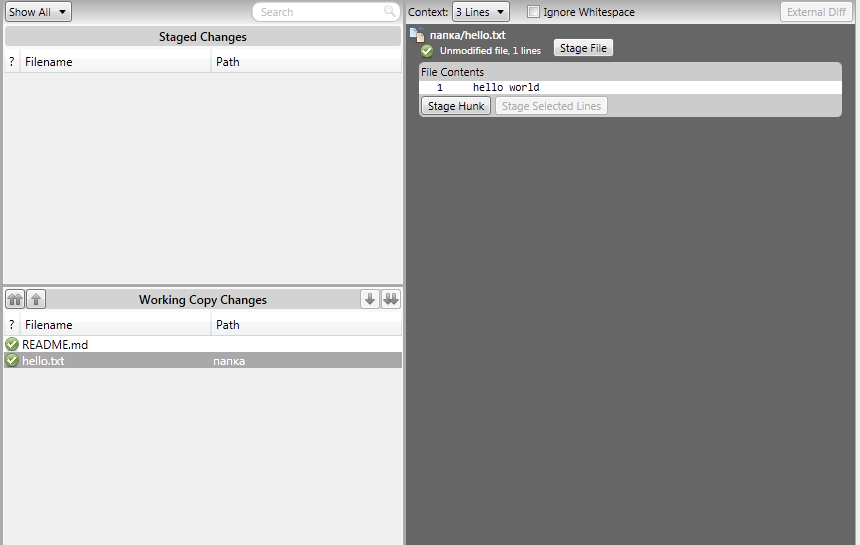 Show All
Search
Staged Changes
? Filename Path
Working Copy Changes
? Filename Path
README.md
hello.txt папка
Context: 3 Lines Ignore Whitespace External Diff
папка/hello.txt
Unmodified file, 1 lines Stage File
File Contents
1 hello world
Stage Hunk Stage Selected Lines